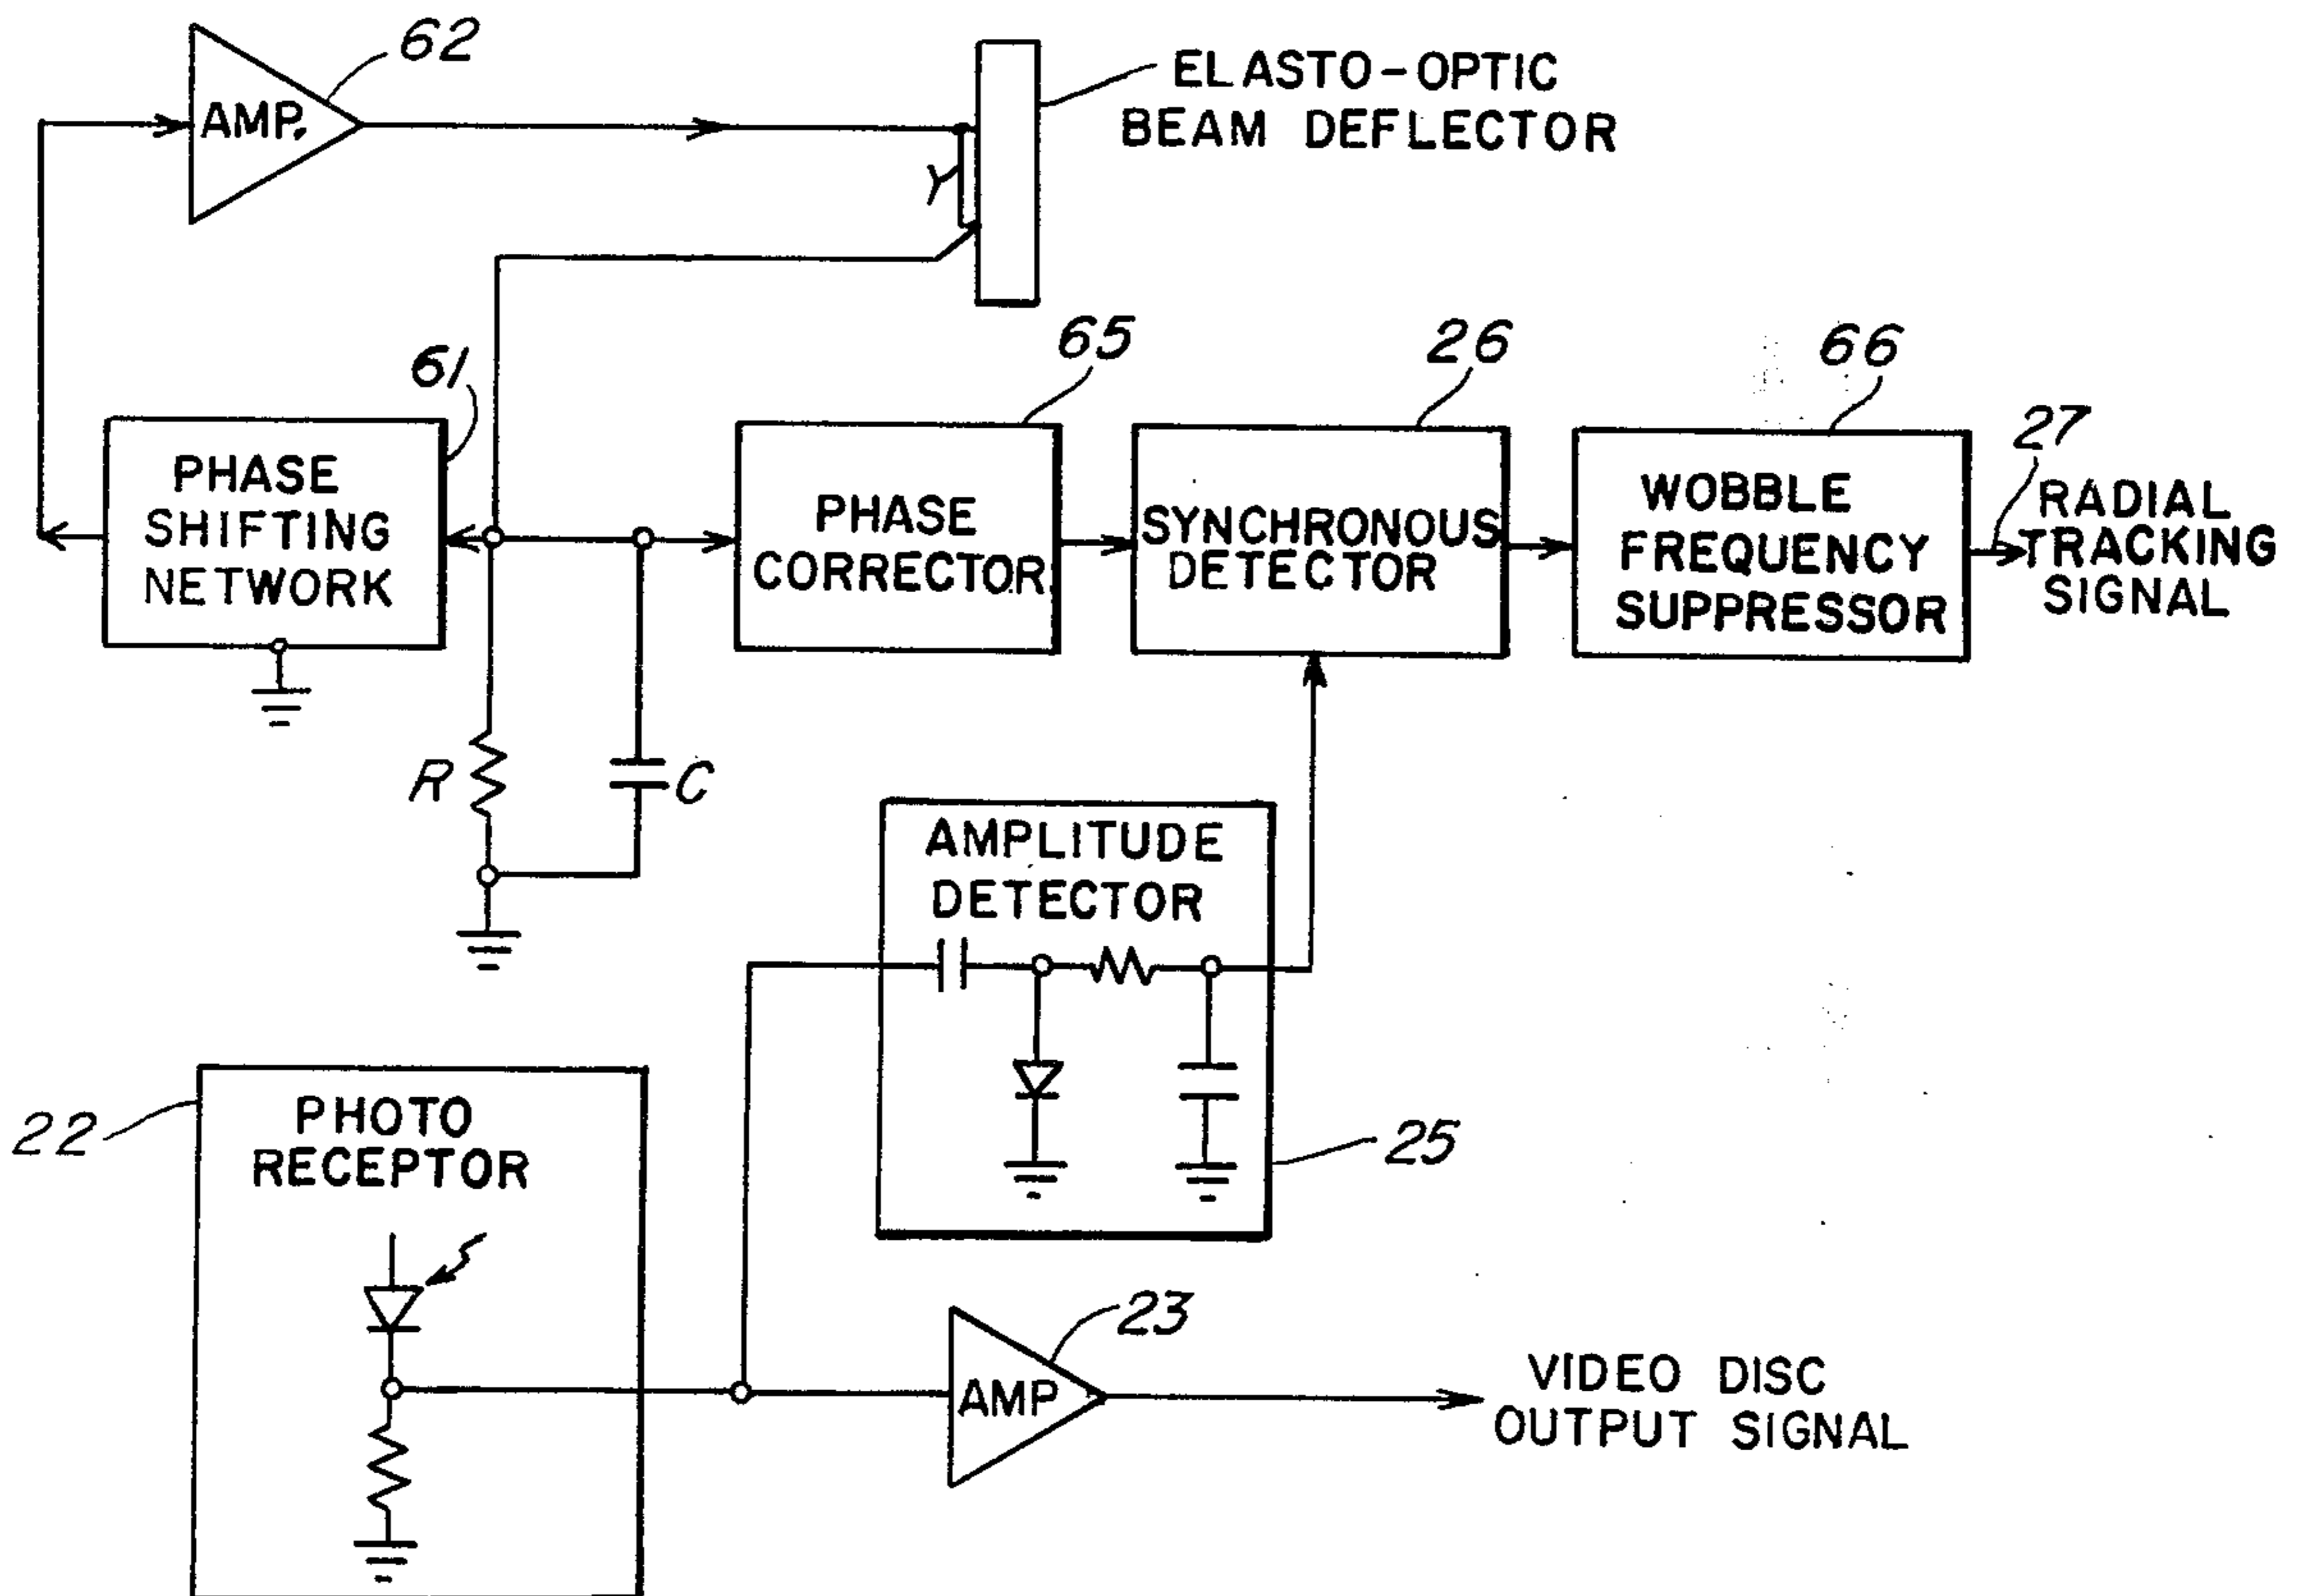 62
AMP.
ELASTO-OPTIC
BEAM DEFLECTOR
Y
61
65
26
66
27
PHASE
SHIFTING
NETWORK
PHASE
CORRECTOR
SYNCHRONOUS
DETECTOR
WOBBLE
FREQUENCY
SUPPRESSOR
RADIAL
TRACKING
SIGNAL
R
C
AMPLITUDE
DETECTOR
25
22
PHOTO
RECEPTOR
23
AMP
VIDEO DISC
OUTPUT SIGNAL